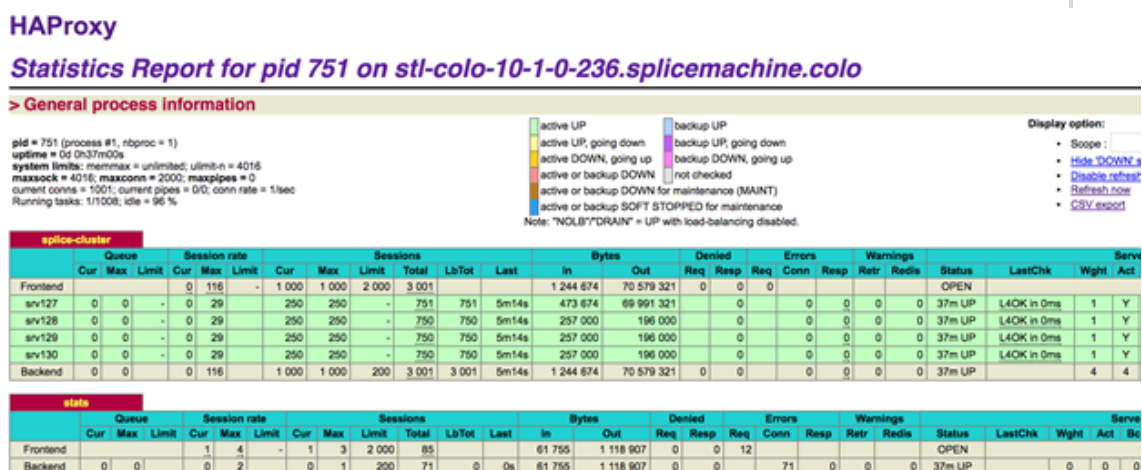 HAProxy
Statistics Report for pid 751 on stl-colo-10-1-0-236.splicemachine.colo
> General process information
pid = 751 (process #1, nbproc = 1)
uptime = 0d 0h37m00s
system limits: memmax = unlimited; ulimit-n = 4016
maxsock = 4016; maxconn = 2000; maxpipes = 0
current conns = 1001; current pipes = 0/0; conn rate = 1/sec
Running tasks: 1/1008; idle = 96 %
active UP backup UP
active UP, going down backup UP, going down
active DOWN, going up backup DOWN, going up
active or backup DOWN not checked
active or backup DOWN for maintenance (MAINT)
active or backup SOFT STOPPED for maintenance
Note: "NOLB"/"DRAIN" = UP with load-balancing disabled.
Display option:
• Scope :
• Hide 'DOWN' s
• Disable refresh
• Refresh now
• CSV export
splice-cluster
Queue Session rate Sessions Bytes Denied Errors Warnings Serve
Cur Max Limit Cur Max Limit Cur Max Limit Total LbTot Last In Out Req Resp Req Conn Resp Retr Redis Status LastChk Wght Act
Frontend 0 116 - 1 000 1 000 2 000 3 001 1 244 674 70 579 321 0 0 0 OPEN
srv127 0 0 - 0 29 250 250 - 751 751 5m14s 473 674 69 991 321 0 0 0 0 0 37m UP L4OK in 0ms 1 Y
srv128 0 0 - 0 29 250 250 - 750 750 5m14s 257 000 196 000 0 0 0 0 0 37m UP L4OK in 0ms 1 Y
srv129 0 0 - 0 29 250 250 - 750 750 5m14s 257 000 196 000 0 0 0 0 0 37m UP L4OK in 0ms 1 Y
srv130 0 0 - 0 29 250 250 - 750 750 5m14s 257 000 196 000 0 0 0 0 0 37m UP L4OK in 0ms 1 Y
Backend 0 0 0 116 1 000 1 000 200 3 001 3 001 5m14s 1 244 674 70 579 321 0 0 0 0 0 0 37m UP 4 4
stats
Queue Session rate Sessions Bytes Denied Errors Warnings Serve
Cur Max Limit Cur Max Limit Cur Max Limit Total LbTot Last In Out Req Resp Req Conn Resp Retr Redis Status LastChk Wght Act Bc
Frontend 1 4 - 1 3 2 000 85 61 755 1 118 907 0 0 12 OPEN
Backend 0 0 0 2 0 1 200 71 0 0s 61 755 1 118 907 0 0 71 0 0 0 37m UP 0 0